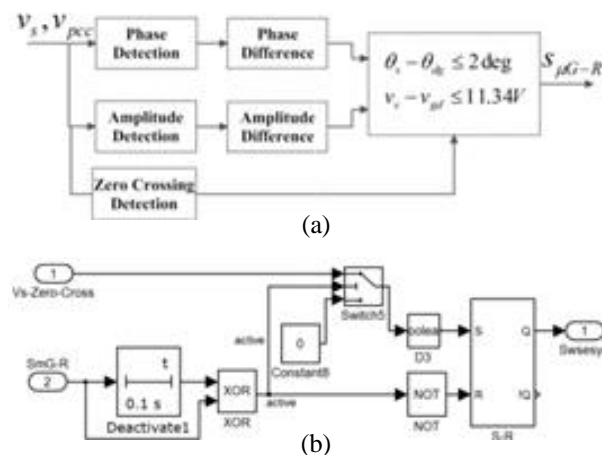 v_s, v_pcc
Phase
Detection
Phase
Difference
Amplitude
Detection
Amplitude
Difference
Zero Crossing
Detection
θ_s − θ_dg ≤ 2 deg
v_s − v_gd ≤ 11.34V
S_μG−R
(a)
1
Vs-Zero-Cross
Switch5
active
0
Constant8
oolea
D3
SmG-R
2
t
0.1 s
Deactivate1
XOR
XOR
active
NOT
NOT
S
R
Q
!Q
S-R
1
Swsesy
(b)